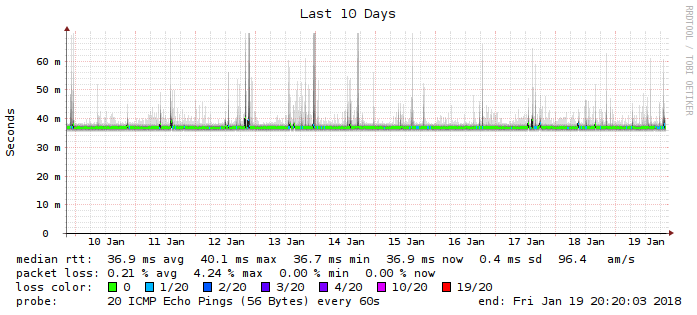 Last 10 Days
RRDTOOL / TOBI OETIKER
Seconds
60 m
50 m
40 m
30 m
20 m
10 m
0
10 Jan 11 Jan 12 Jan 13 Jan 14 Jan 15 Jan 16 Jan 17 Jan 18 Jan 19 Jan
median rtt: 36.9 ms avg 40.1 ms max 36.7 ms min 36.9 ms now 0.4 ms sd 96.4 am/s
packet loss: 0.21 % avg 4.24 % max 0.00 % min 0.00 % now
loss color: 0 1/20 2/20 3/20 4/20 10/20 19/20
probe: 20 ICMP Echo Pings (56 Bytes) every 60s end: Fri Jan 19 20:20:03 2018